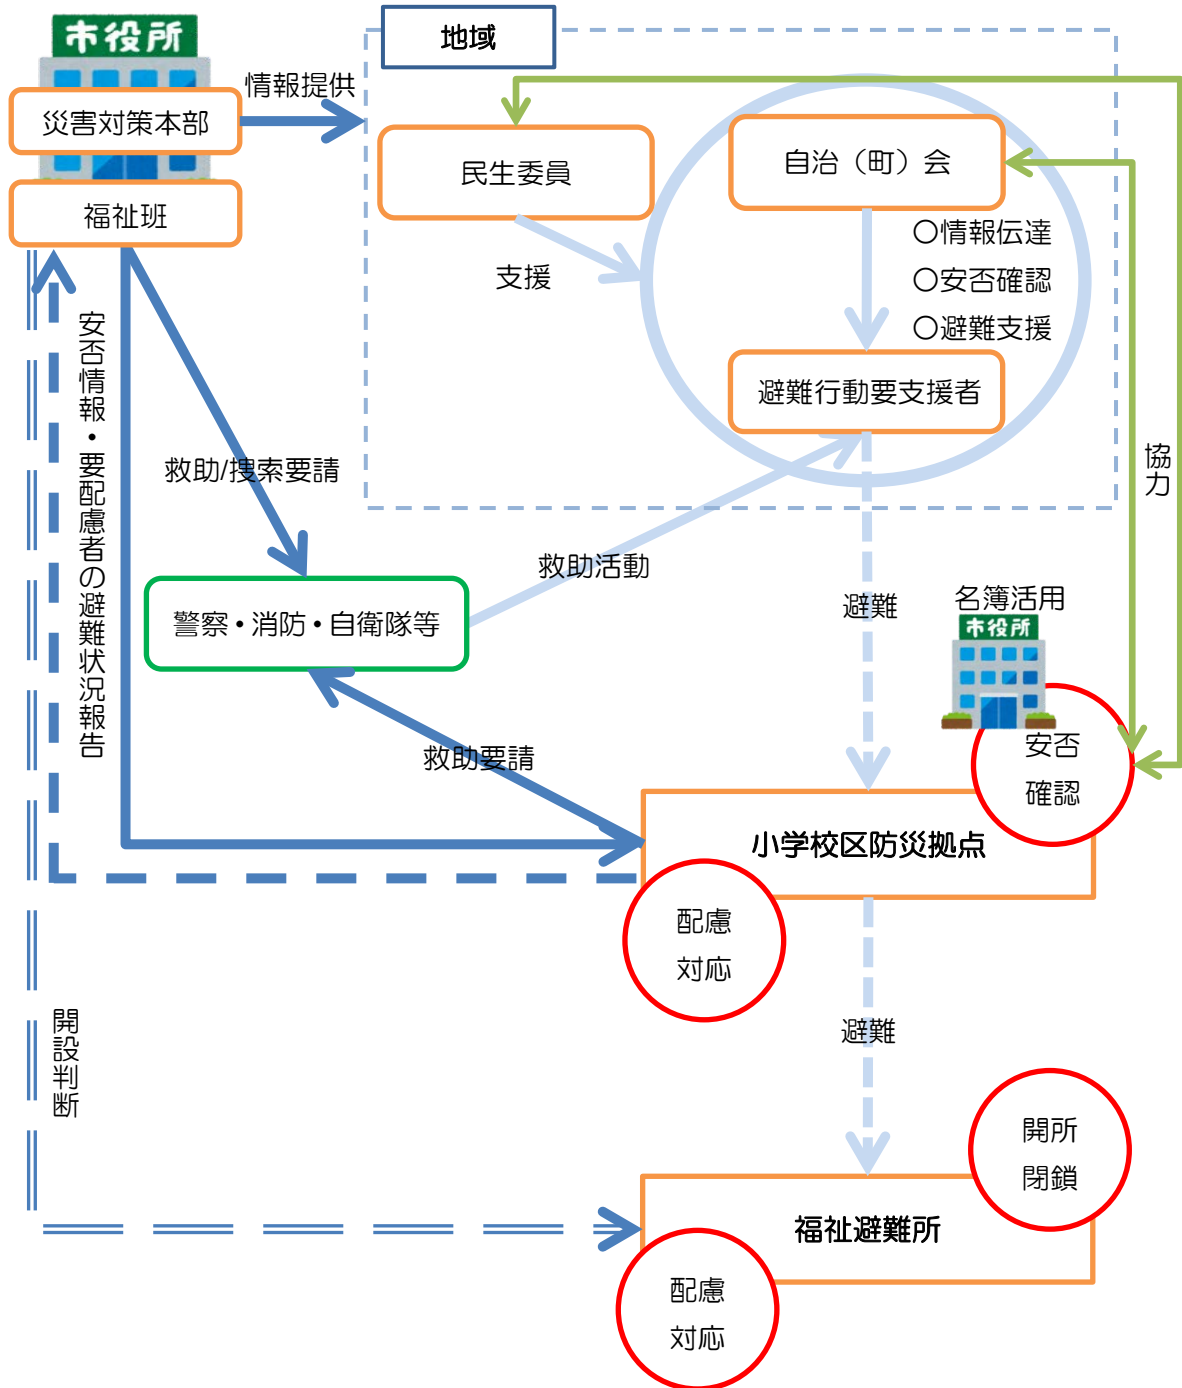 市役所
地域
情報提供
災害対策本部
民生委員
自治（町）会
福祉班
〇情報伝達
支援
〇安否確認
〇避難支援
避難行動要支援者
安否情報・要配慮者の避難状況報告
救助/捜索要請
協力
救助活動
警察・消防・自衛隊等
避難
名簿活用
市役所
安否
確認
救助要請
小学校区防災拠点
配慮
対応
開設判断
避難
開所
閉鎖
福祉避難所
配慮
対応